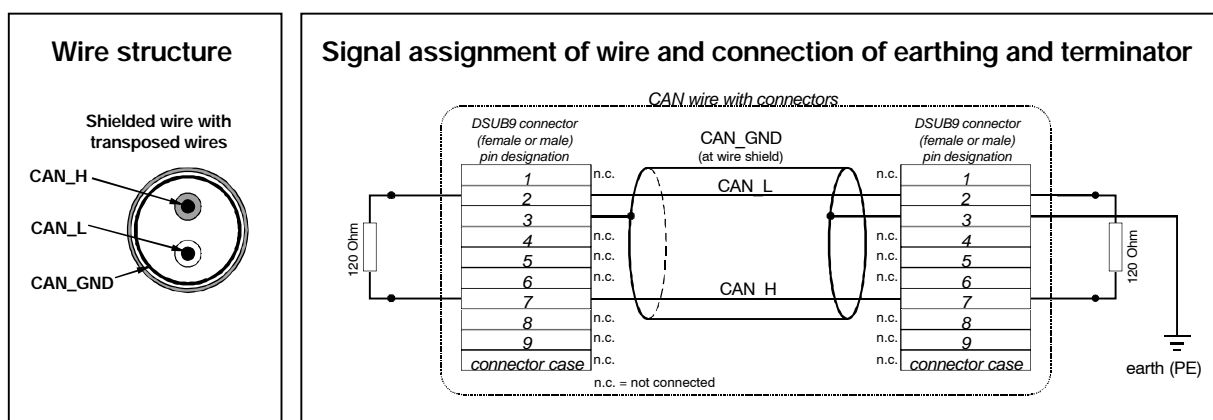 Wire structure
Shielded wire with
transposed wires
CAN_H
CAN_L
CAN_GND
Signal assignment of wire and connection of earthing and terminator
CAN wire with connectors
DSUB9 connector
(female or male)
pin designation
CAN_GND
(at wire shield)
DSUB9 connector
(female or male)
pin designation
1 n.c. CAN_L n.c. 1
2 2
3 3
4 n.c. n.c. 4
5 n.c. n.c. 5
6 n.c. n.c. 6
7 CAN_H 7
8 n.c. n.c. 8
9 n.c. n.c. 9
connector case n.c. n.c. connector case
120 Ohm
120 Ohm
n.c. = not connected
earth (PE)